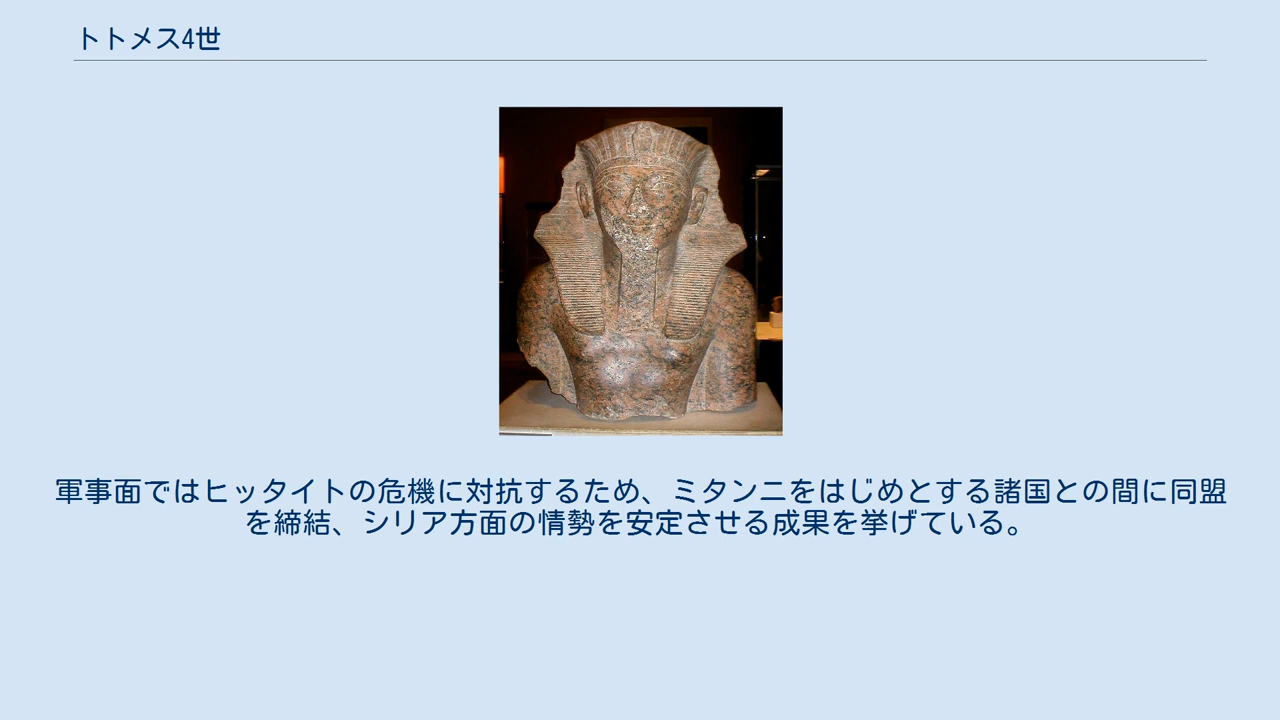 トトメス4世
軍事面ではヒッタイトの危機に対抗するため、ミタンニをはじめとする諸国との間に同盟
を締結、シリア方面の情勢を安定させる成果を挙げている。